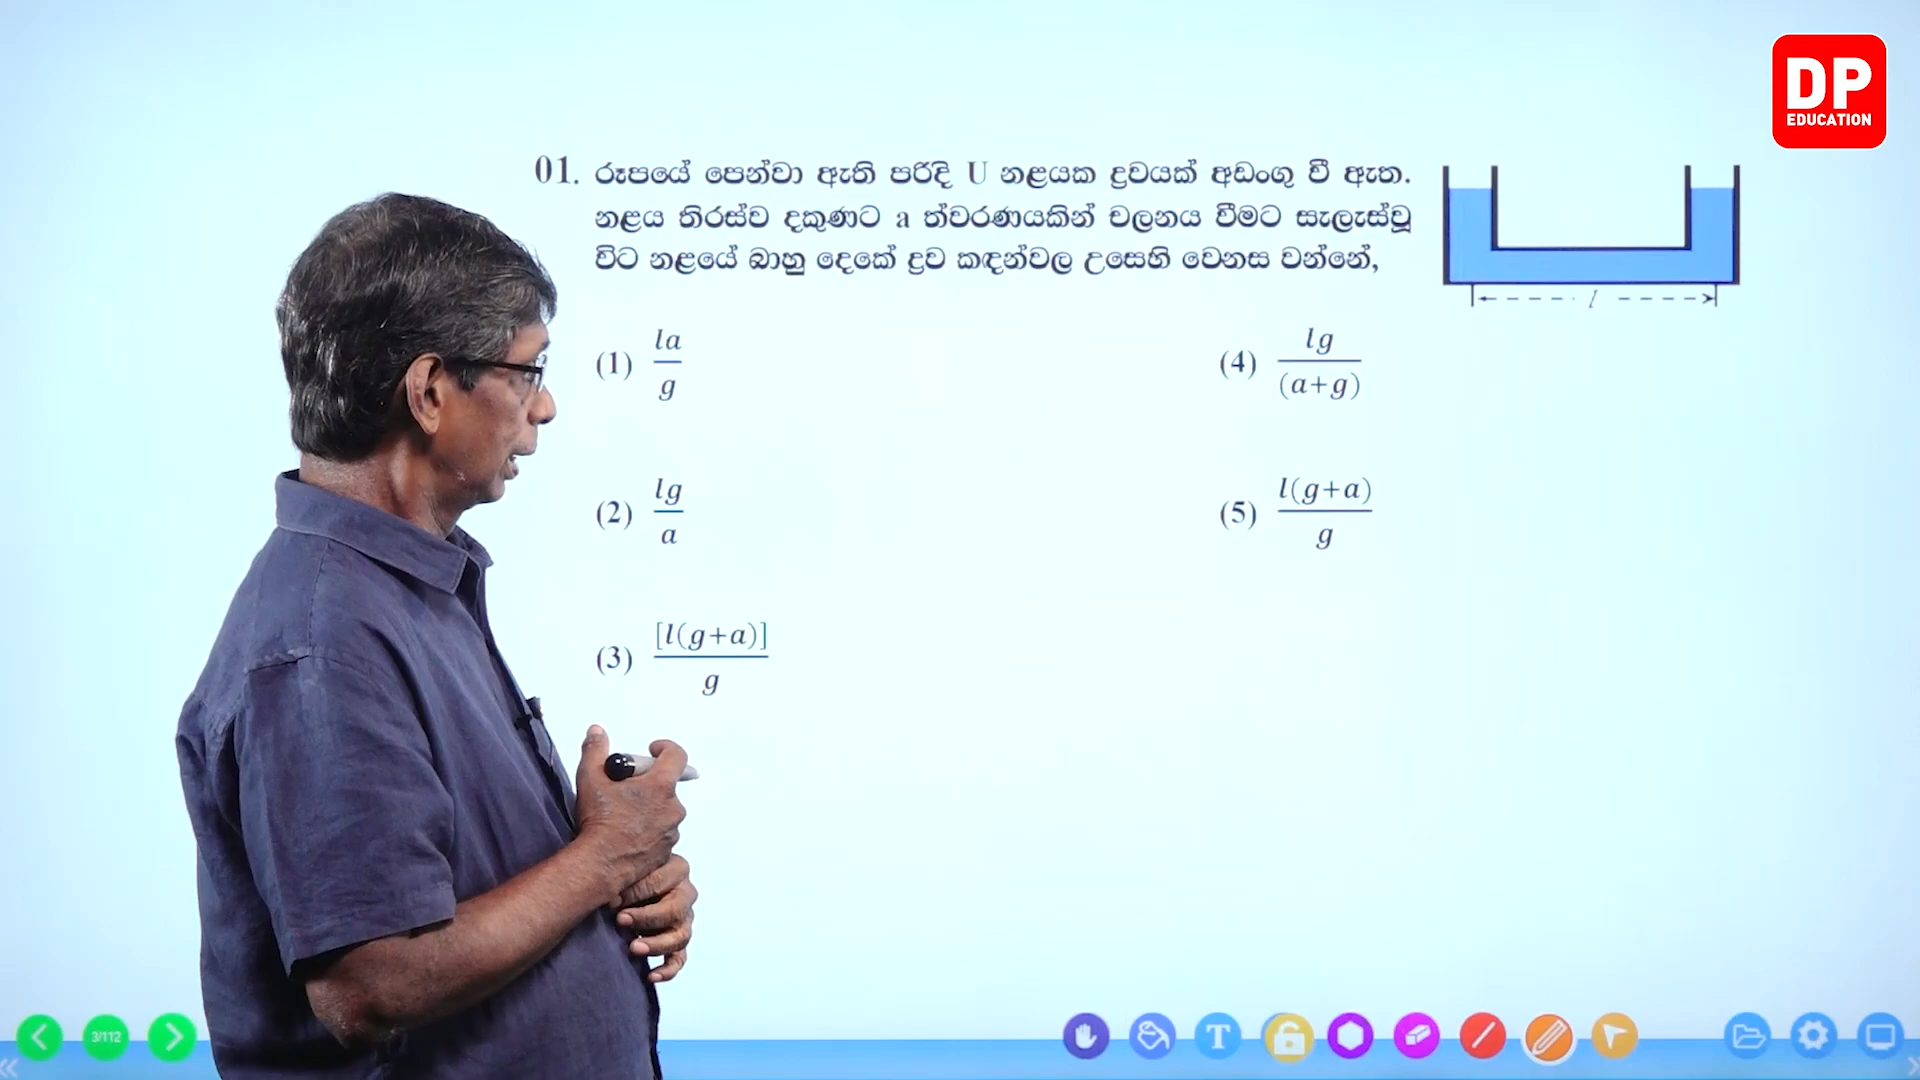 DP
EDUCATION
01. රූපයේ පෙන්වා ඇති පරිදි U නළයක ද්‍රවයක් අඩංගු වී ඇත.
නළය තිරස්ව දකුණට a ත්වරණයකින් චලනය වීමට සැලැස්වූ
විට නළයේ බාහු දෙකේ ද්‍රව කඳන්වල උසෙහි වෙනස වන්නේ,
l
(1) la/g
(4) lg/(a+g)
(2) lg/a
(5) l(g+a)/g
(3) [l(g+a)]/g
3/112
T